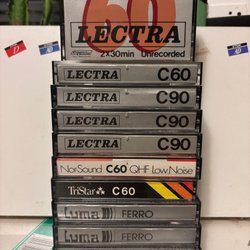 60
LECTRA
2x30min Unrecorded
LECTRA C60
LECTRA C90
LECTRA C90
LECTRA C90
NorSound C60 QHF Low Noise
TriStar C60
Luma FERRO
Luma FERRO